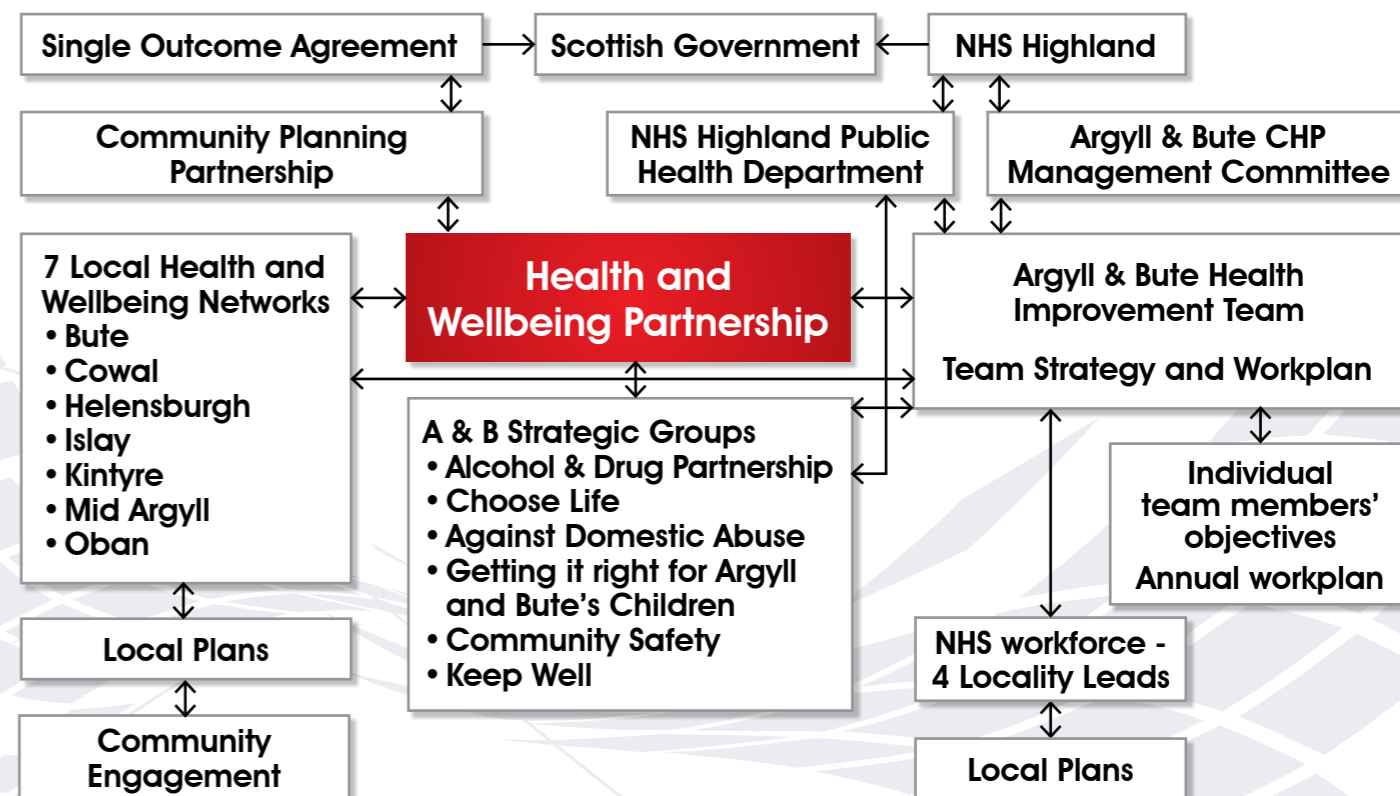 Single Outcome Agreement
Scottish Government
NHS Highland
Community Planning
Partnership
NHS Highland Public
Health Department
Argyll & Bute CHP
Management Committee
7 Local Health and
Wellbeing Networks
• Bute
• Cowal
• Helensburgh
• Islay
• Kintyre
• Mid Argyll
• Oban
Health and
Wellbeing Partnership
Argyll & Bute Health
Improvement Team
Team Strategy and Workplan
A & B Strategic Groups
• Alcohol & Drug Partnership
• Choose Life
• Against Domestic Abuse
• Getting it right for Argyll
and Bute’s Children
• Community Safety
• Keep Well
Individual
team members’
objectives
Annual workplan
Local Plans
NHS workforce -
4 Locality Leads
Community
Engagement
Local Plans